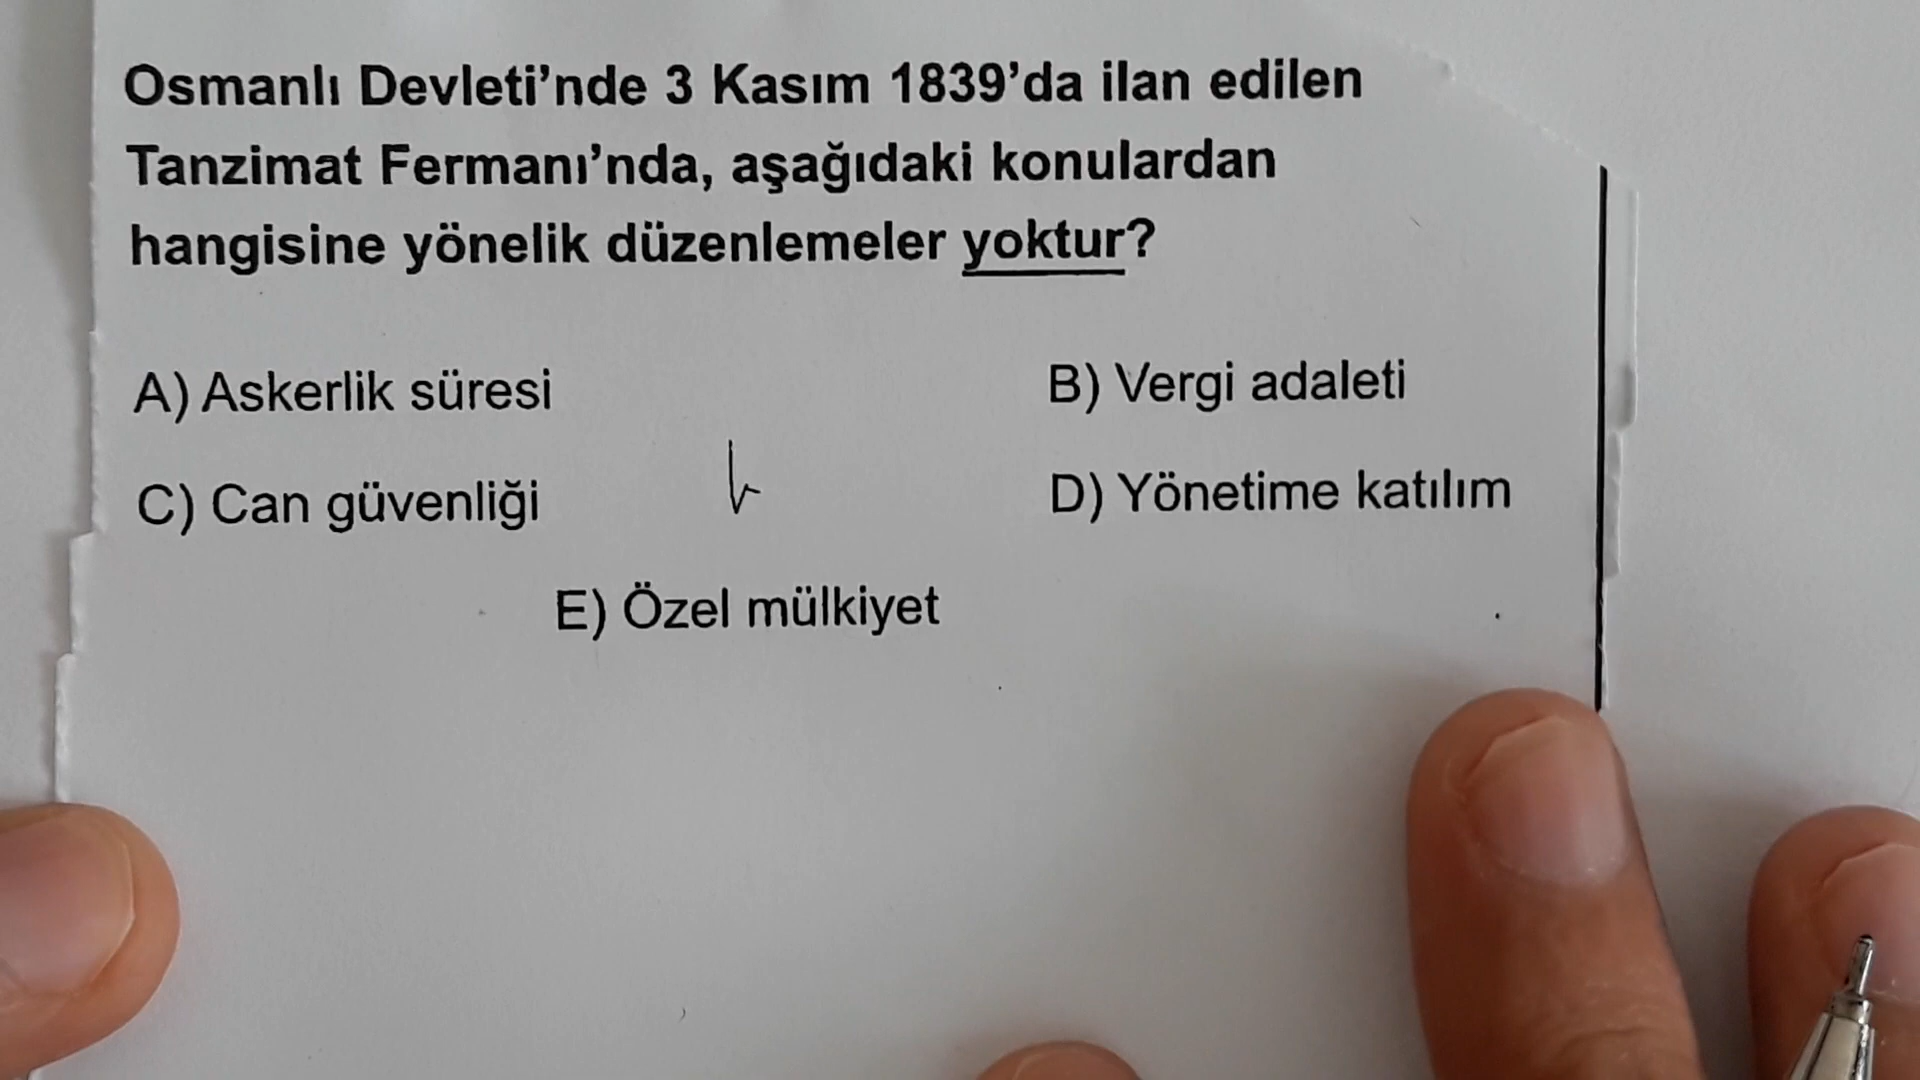 Osmanlı Devleti’nde 3 Kasım 1839’da ilan edilen
Tanzimat Fermanı’nda, aşağıdaki konulardan
hangisine yönelik düzenlemeler yoktur?
A) Askerlik süresi
B) Vergi adaleti
C) Can güvenliği
D) Yönetime katılım
E) Özel mülkiyet